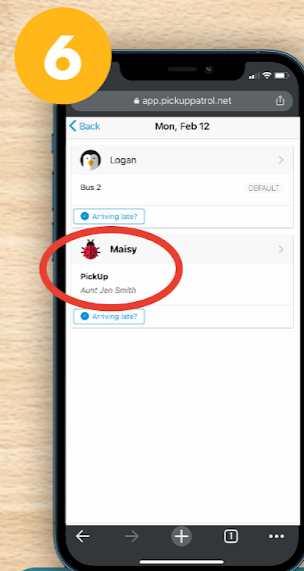 6
app.pickuppatrol.net
Back Mon, Feb 12
Logan
Bus 2 DEFAULT
Arriving late?
Maisy
PickUp
Aunt Jen Smith
Arriving late?
1